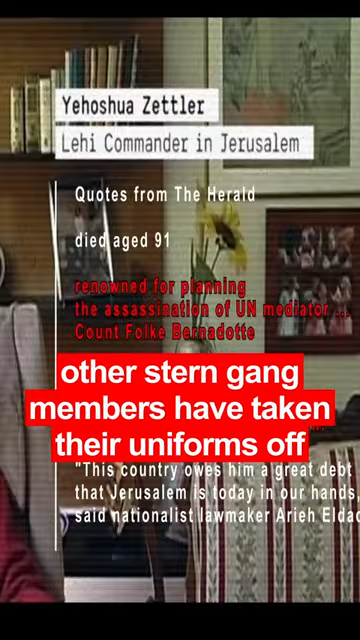 Yehoshua Zettler
Lehi Commander in Jerusalem
Quotes from The Herald
died aged 91
renowned for planning
the assassination of UN mediator ...
Count Folke Bernadotte
other stern gang
members have taken
their uniforms off
"This country owes him a great debt
that Jerusalem is today in our hands,
said nationalist lawmaker Arieh Eldad